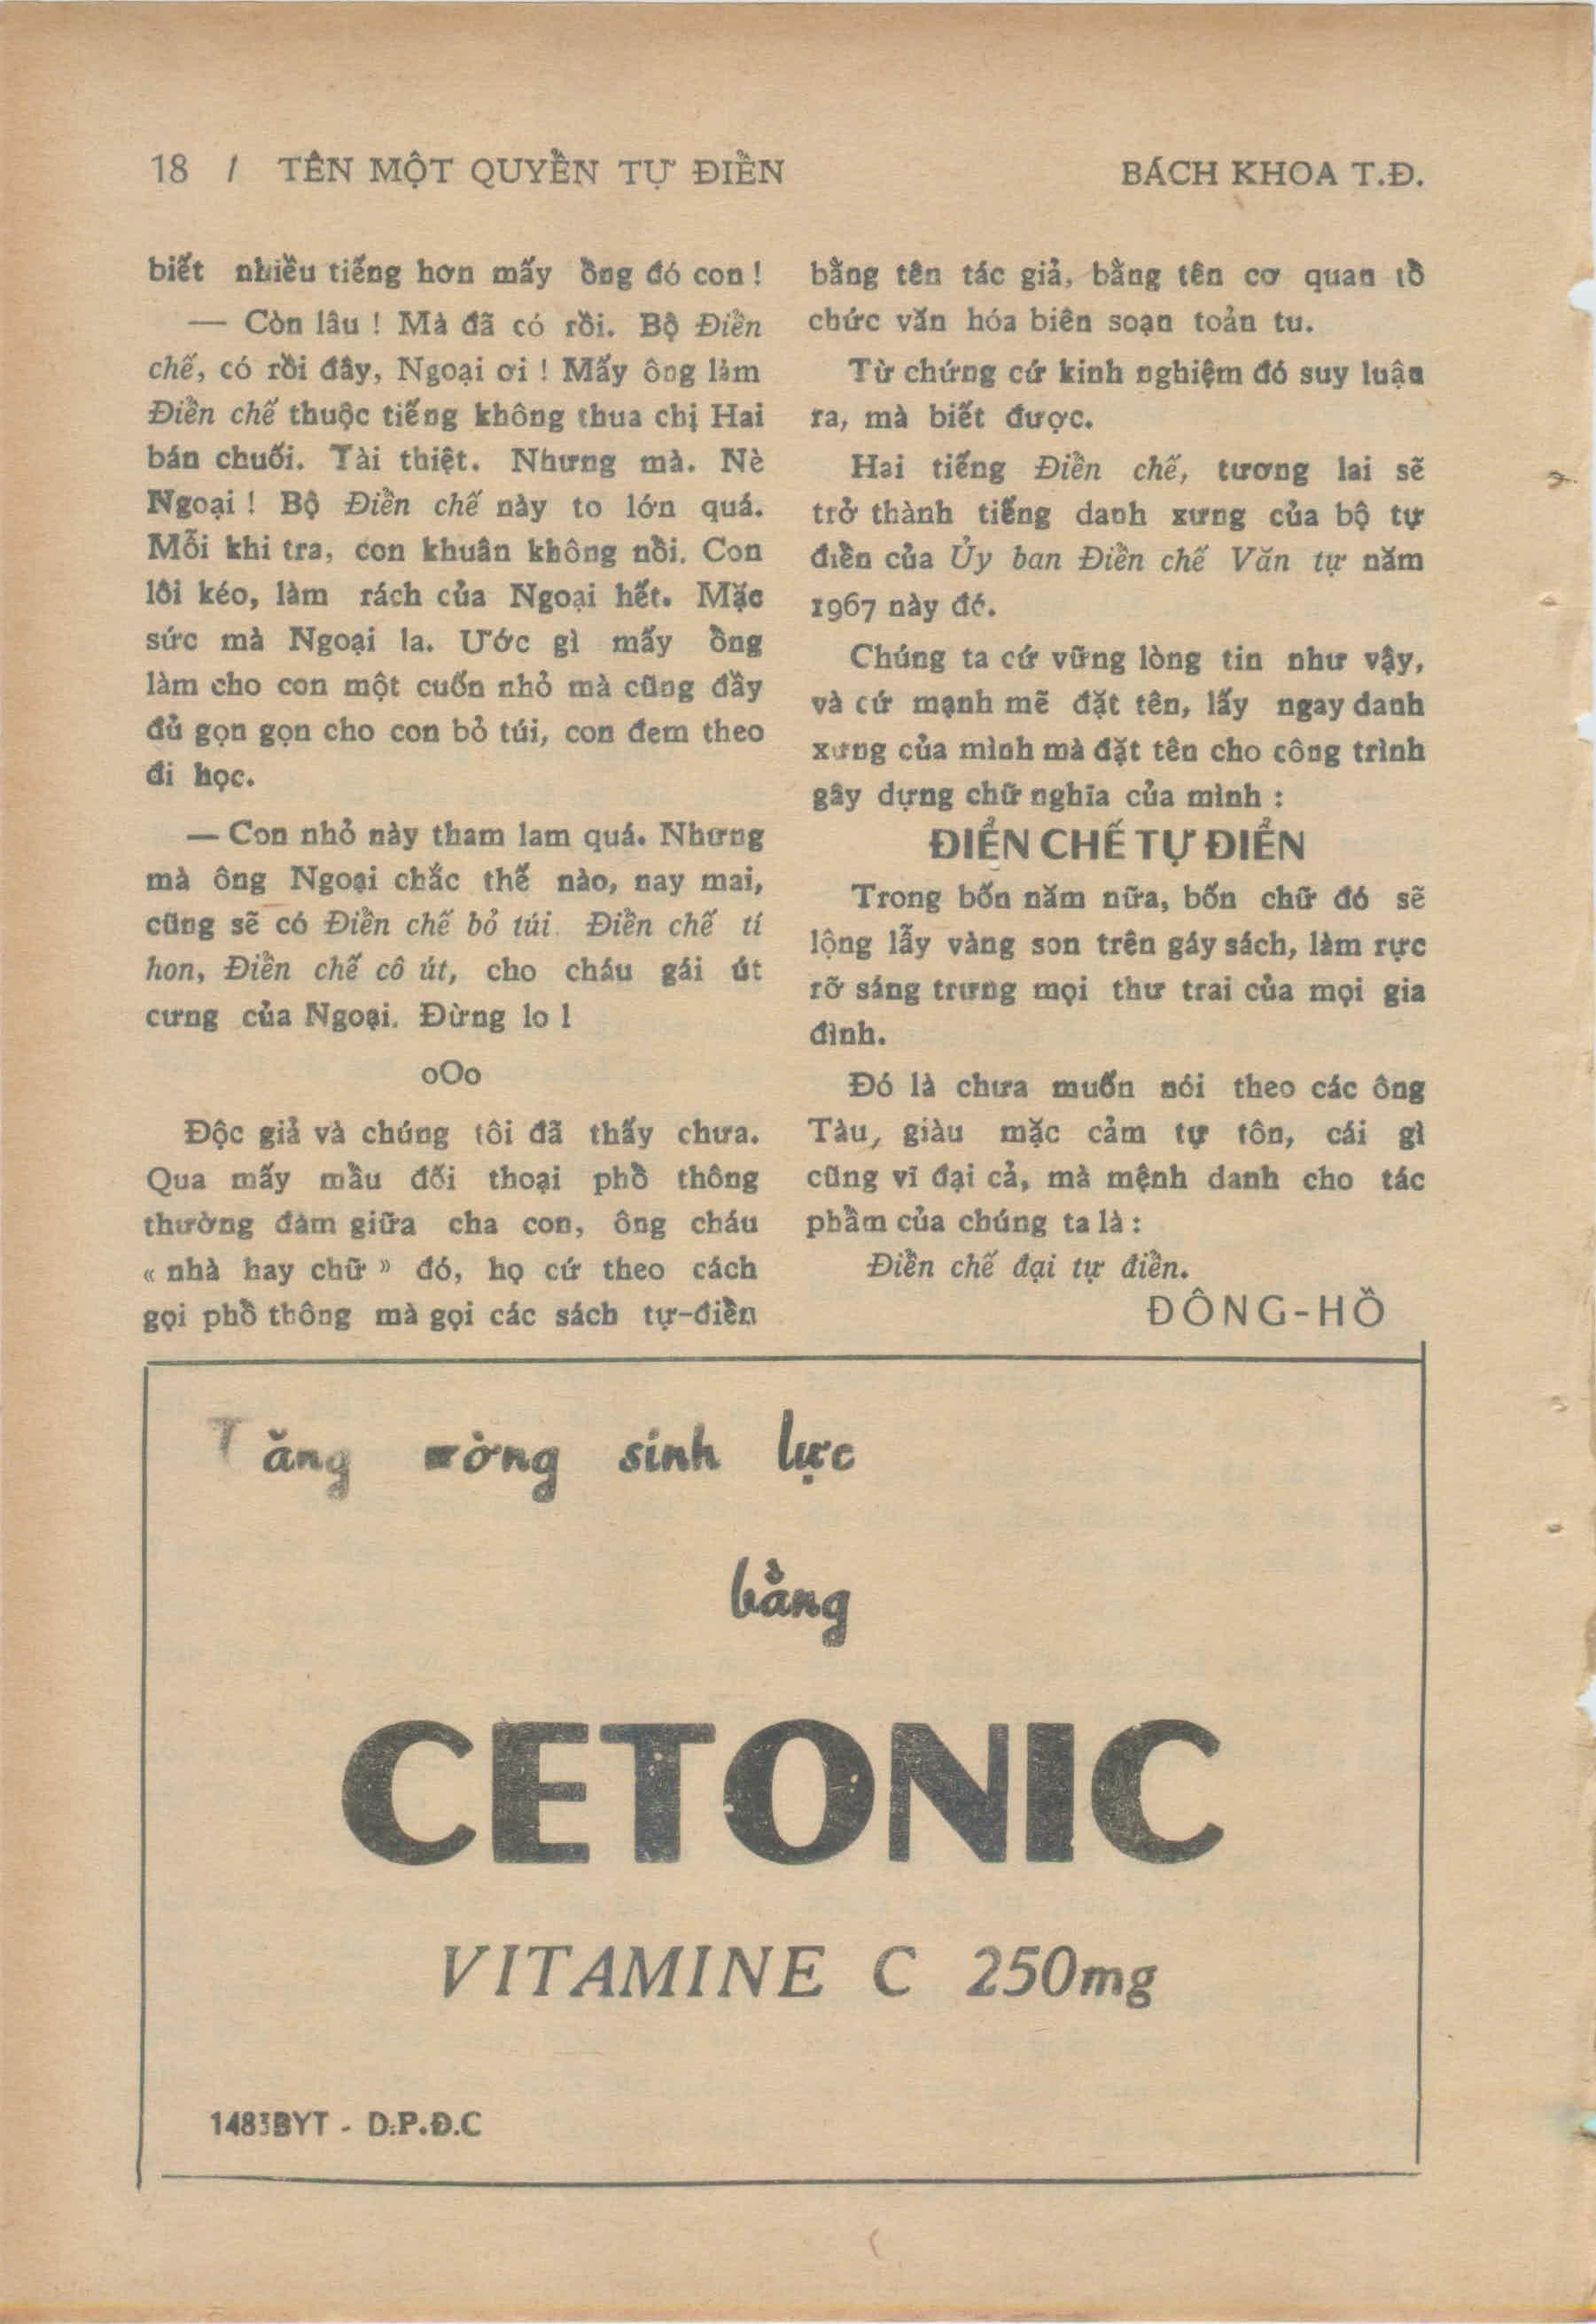 18 / TÊN MỘT QUYỂN TỰ ĐIỂN
BÁCH KHOA T.Đ.
biết nhiều tiếng hơn mấy ổng đó con !
— Còn lâu ! Mà đã có rồi. Bộ Điển
chế, có rồi đây, Ngoại ơi ! Mấy ông làm
Điển chế thuộc tiếng không thua chị Hai
bán chuối. Tài thiệt. Nhưng mà. Nè
Ngoại ! Bộ Điển chế này to lớn quá.
Mỗi khi tra, con khuân không nổi. Con
lôi kéo, làm rách của Ngoại hết. Mặc
sức mà Ngoại la. Ước gì mấy ổng
làm cho con một cuốn nhỏ mà cũng đầy
đủ gọn gọn cho con bỏ túi, con đem theo
đi học.
— Con nhỏ này tham lam quá. Nhưng
mà ông Ngoại chắc thế nào, nay mai,
cũng sẽ có Điển chế bỏ túi. Điển chế tí
hon, Điển chế cô út, cho cháu gái út
cưng của Ngoại. Đừng lo l
oOo
Độc giả và chúng tôi đã thấy chưa.
Qua mấy mầu đối thoại phổ thông
thường đàm giữa cha con, ông cháu
« nhà hay chữ » đó, họ cứ theo cách
gọi phổ thông mà gọi các sách tự-điển
bằng tên tác giả, bằng tên cơ quan tổ
chức văn hóa biên soạn toản tu.
Từ chứng cứ kinh nghiệm đó suy luận
ra, mà biết được.
Hai tiếng Điển chế, tương lai sẽ
trở thành tiếng danh xưng của bộ tự
điển của Ủy ban Điển chế Văn tự năm
1967 này đó.
Chúng ta cứ vững lòng tin như vậy,
và cứ mạnh mẽ đặt tên, lấy ngay danh
xưng của mình mà đặt tên cho công trình
gây dựng chữ nghĩa của mình :
ĐIỂN CHẾ TỰ ĐIỂN
Trong bốn năm nữa, bốn chữ đó sẽ
lộng lẫy vàng son trên gáy sách, làm rực
rỡ sáng trưng mọi thư trai của mọi gia
đình.
Đó là chưa muốn nói theo các ông
Tàu, giàu mặc cảm tự tôn, cái gì
cũng vĩ đại cả, mà mệnh danh cho tác
phẩm của chúng ta là :
Điển chế đại tự điển.
ĐÔNG-HỒ
Tăng sinh lực
bằng
CETONIC
VITAMINE C 250mg
1483BYT - D.P.Đ.C